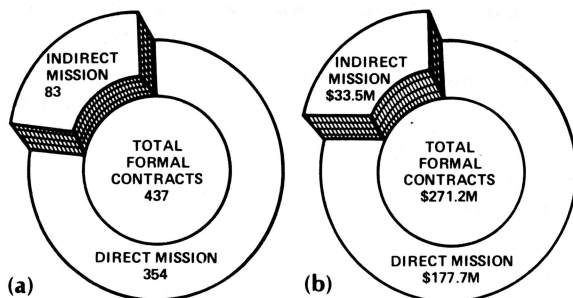 INDIRECT
MISSION
83
TOTAL
FORMAL
CONTRACTS
437
DIRECT MISSION
354
(a)
INDIRECT
MISSION
$33.5M
TOTAL
FORMAL
CONTRACTS
$271.2M
DIRECT MISSION
$177.7M
(b)